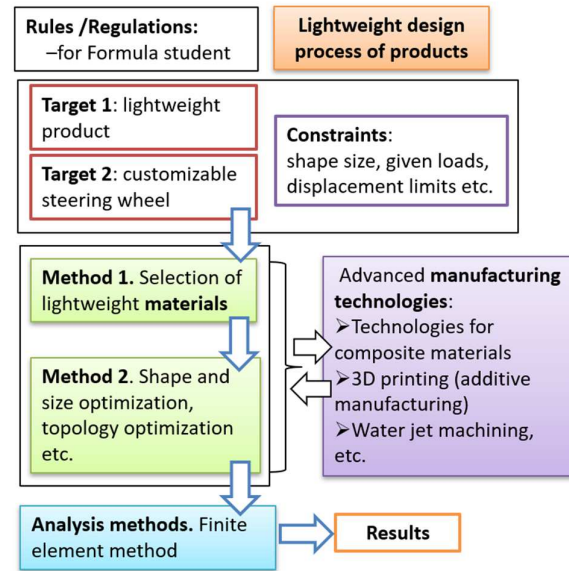 Rules /Regulations:
–for Formula student
Lightweight design
process of products
Target 1: lightweight
product
Target 2: customizable
steering wheel
Constraints:
shape size, given loads,
displacement limits etc.
Method 1. Selection of
lightweight materials
Method 2. Shape and
size optimization,
topology optimization
etc.
Advanced manufacturing
technologies:
➢Technologies for
composite materials
➢3D printing (additive
manufacturing)
➢Water jet machining,
etc.
Analysis methods. Finite
element method
Results